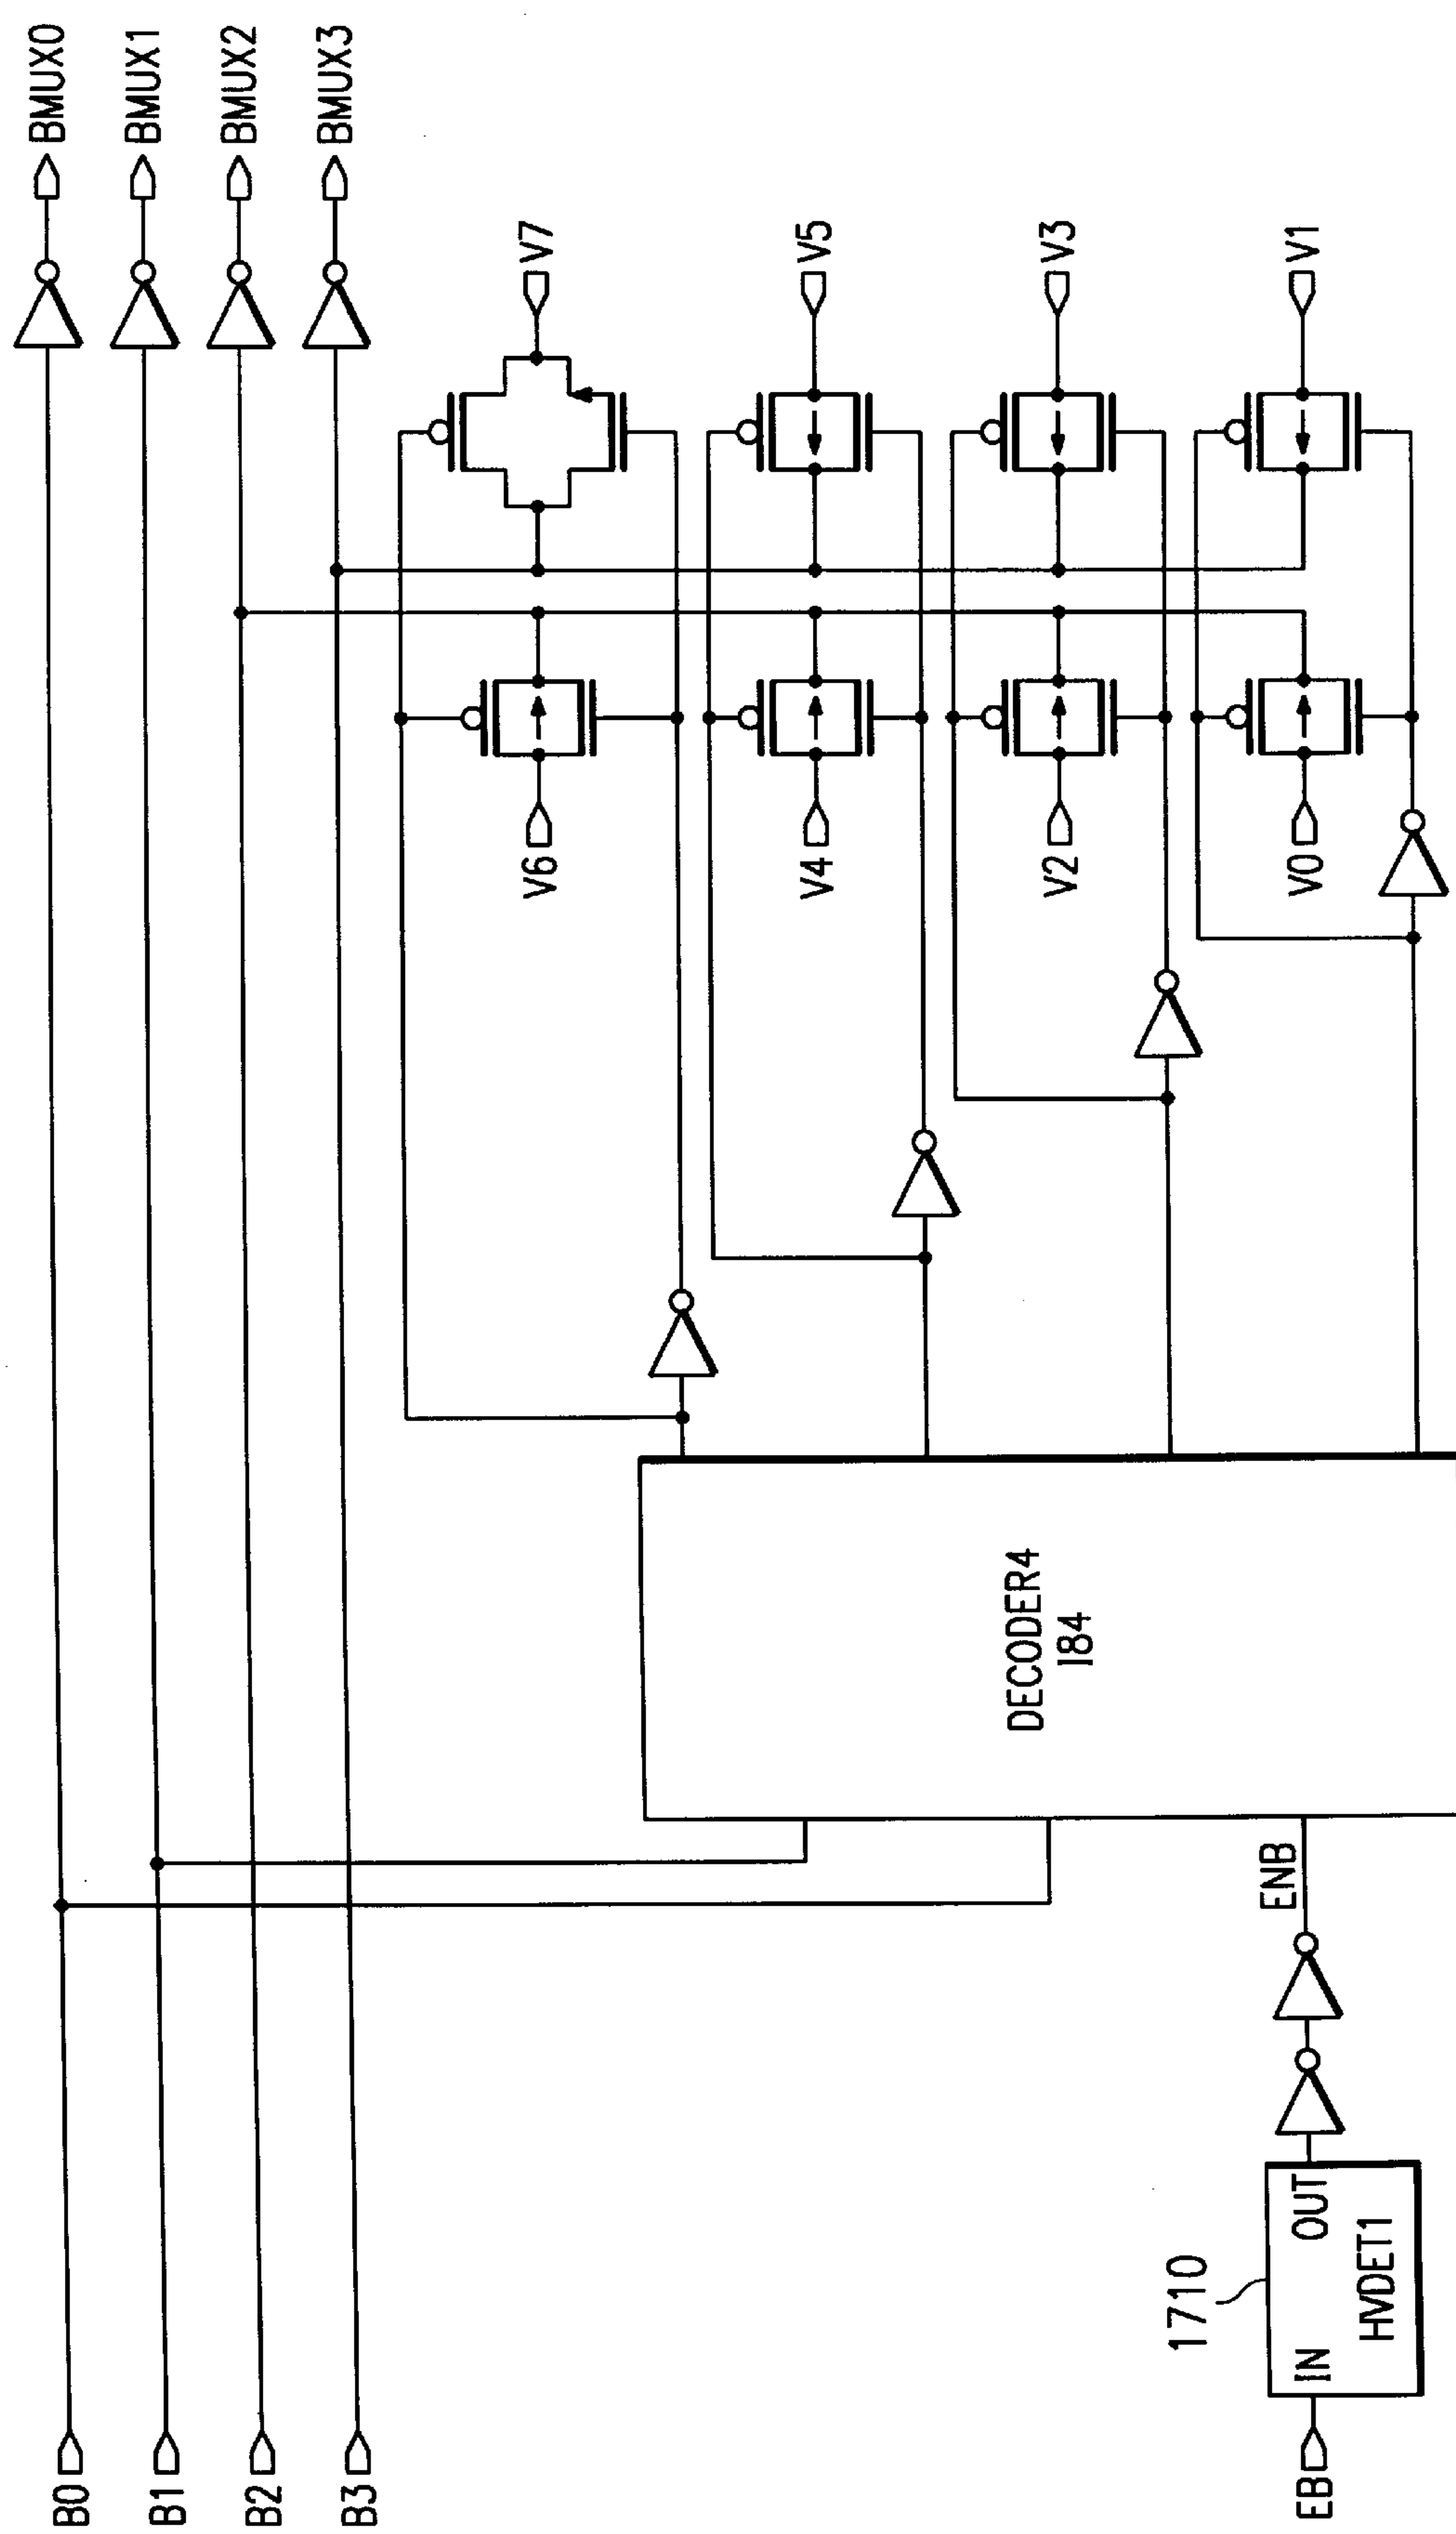 BMUX0
BMUX1
BMUX2
BMUX3
V7
V5
V3
V1
V6
V4
V2
V0
DECODER4
I84
ENB
1710
IN
OUT
HVDET1
B0
B1
B2
B3
EB